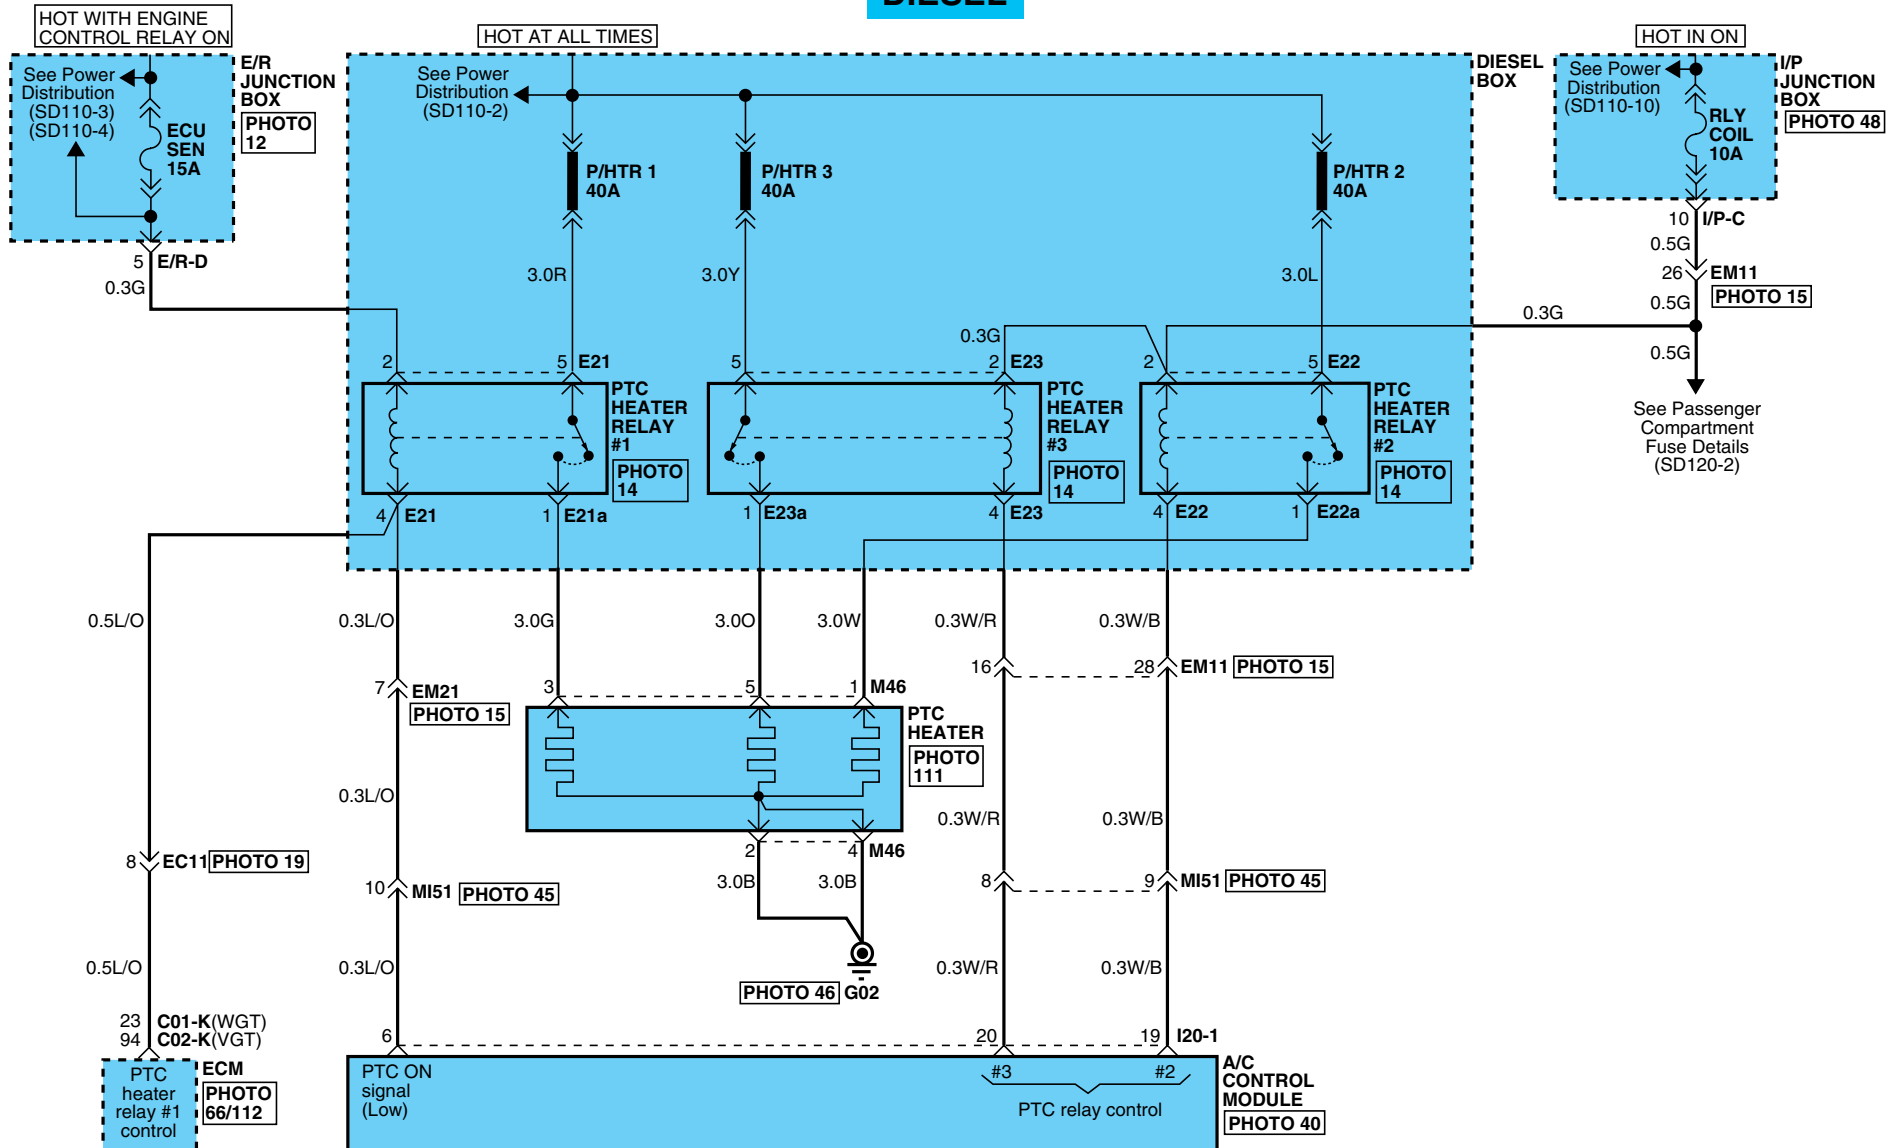 DIESEL
HOT WITH ENGINE
CONTROL RELAY ON
HOT AT ALL TIMES
HOT IN ON
See Power
Distribution
(SD110-3)
(SD110-4)
ECU
SEN
15A
E/R
JUNCTION
BOX
PHOTO
12
5 E/R-D
0.3G
See Power
Distribution
(SD110-2)
P/HTR 1
40A
P/HTR 3
40A
P/HTR 2
40A
DIESEL
BOX
See Power
Distribution
(SD110-10)
RLY
COIL
10A
I/P
JUNCTION
BOX
PHOTO 48
10 I/P-C
0.5G
26 EM11
PHOTO 15
0.5G
0.3G
0.5G
See Passenger
Compartment
Fuse Details
(SD120-2)
3.0R
3.0Y
3.0L
0.3G
2
5 E21
5
2 E23
2
5 E22
PTC
HEATER
RELAY
#1
PHOTO
14
PTC
HEATER
RELAY
#3
PHOTO
14
PTC
HEATER
RELAY
#2
PHOTO
14
4 E21
1 E21a
1 E23a
4 E23
4 E22
1 E22a
0.5L/O
0.3L/O
3.0G
3.0O
3.0W
0.3W/R
0.3W/B
7 EM21
PHOTO 15
16
28 EM11 PHOTO 15
3
5
1 M46
PTC
HEATER
PHOTO
111
0.3L/O
0.3W/R
0.3W/B
2
4 M46
3.0B
3.0B
8 EC11 PHOTO 19
10 MI51 PHOTO 45
8
9 MI51 PHOTO 45
0.5L/O
0.3L/O
0.3W/R
0.3W/B
PHOTO 46 G02
23 C01-K(WGT)
94 C02-K(VGT)
6
20
19 I20-1
PTC
heater
relay #1
control
ECM
PHOTO
66/112
PTC ON
signal
(Low)
#3
#2
PTC relay control
A/C
CONTROL
MODULE
PHOTO 40